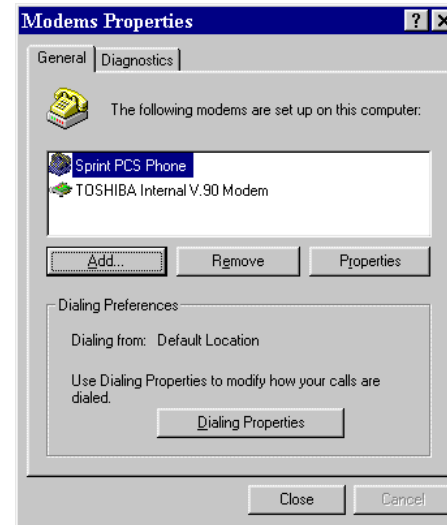 Modems Properties
General
Diagnostics
The following modems are set up on this computer:
Sprint PCS Phone
TOSHIBA Internal V.90 Modem
Add...
Remove
Properties
Dialing Preferences
Dialing from: Default Location
Use Dialing Properties to modify how your calls are
dialed.
Dialing Properties
Close
Cancel